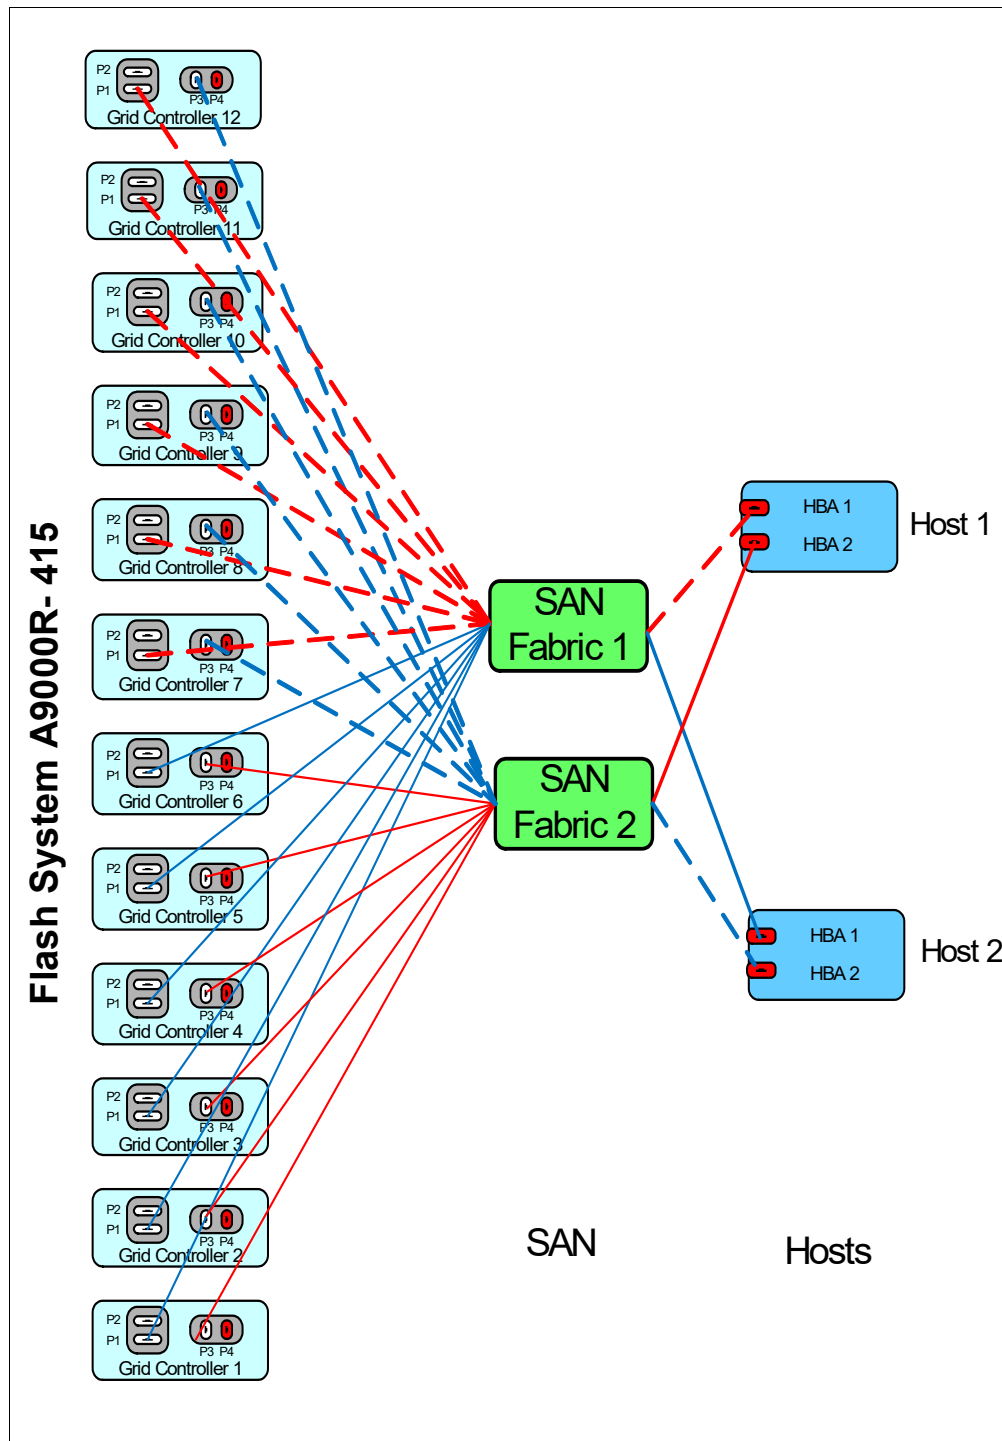 Flash System A9000R- 415
P2
P1
P3 P4
Grid Controller 12
P2
P1
P3 P4
Grid Controller 11
P2
P1
P3 P4
Grid Controller 10
P2
P1
P3 P4
Grid Controller 9
P2
P1
P3 P4
Grid Controller 8
P2
P1
P3 P4
Grid Controller 7
P2
P1
P3 P4
Grid Controller 6
P2
P1
P3 P4
Grid Controller 5
P2
P1
P3 P4
Grid Controller 4
P2
P1
P3 P4
Grid Controller 3
P2
P1
P3 P4
Grid Controller 2
P2
P1
P3 P4
Grid Controller 1
SAN
Fabric 1
SAN
Fabric 2
SAN
HBA 1
HBA 2
Host 1
HBA 1
HBA 2
Host 2
Hosts